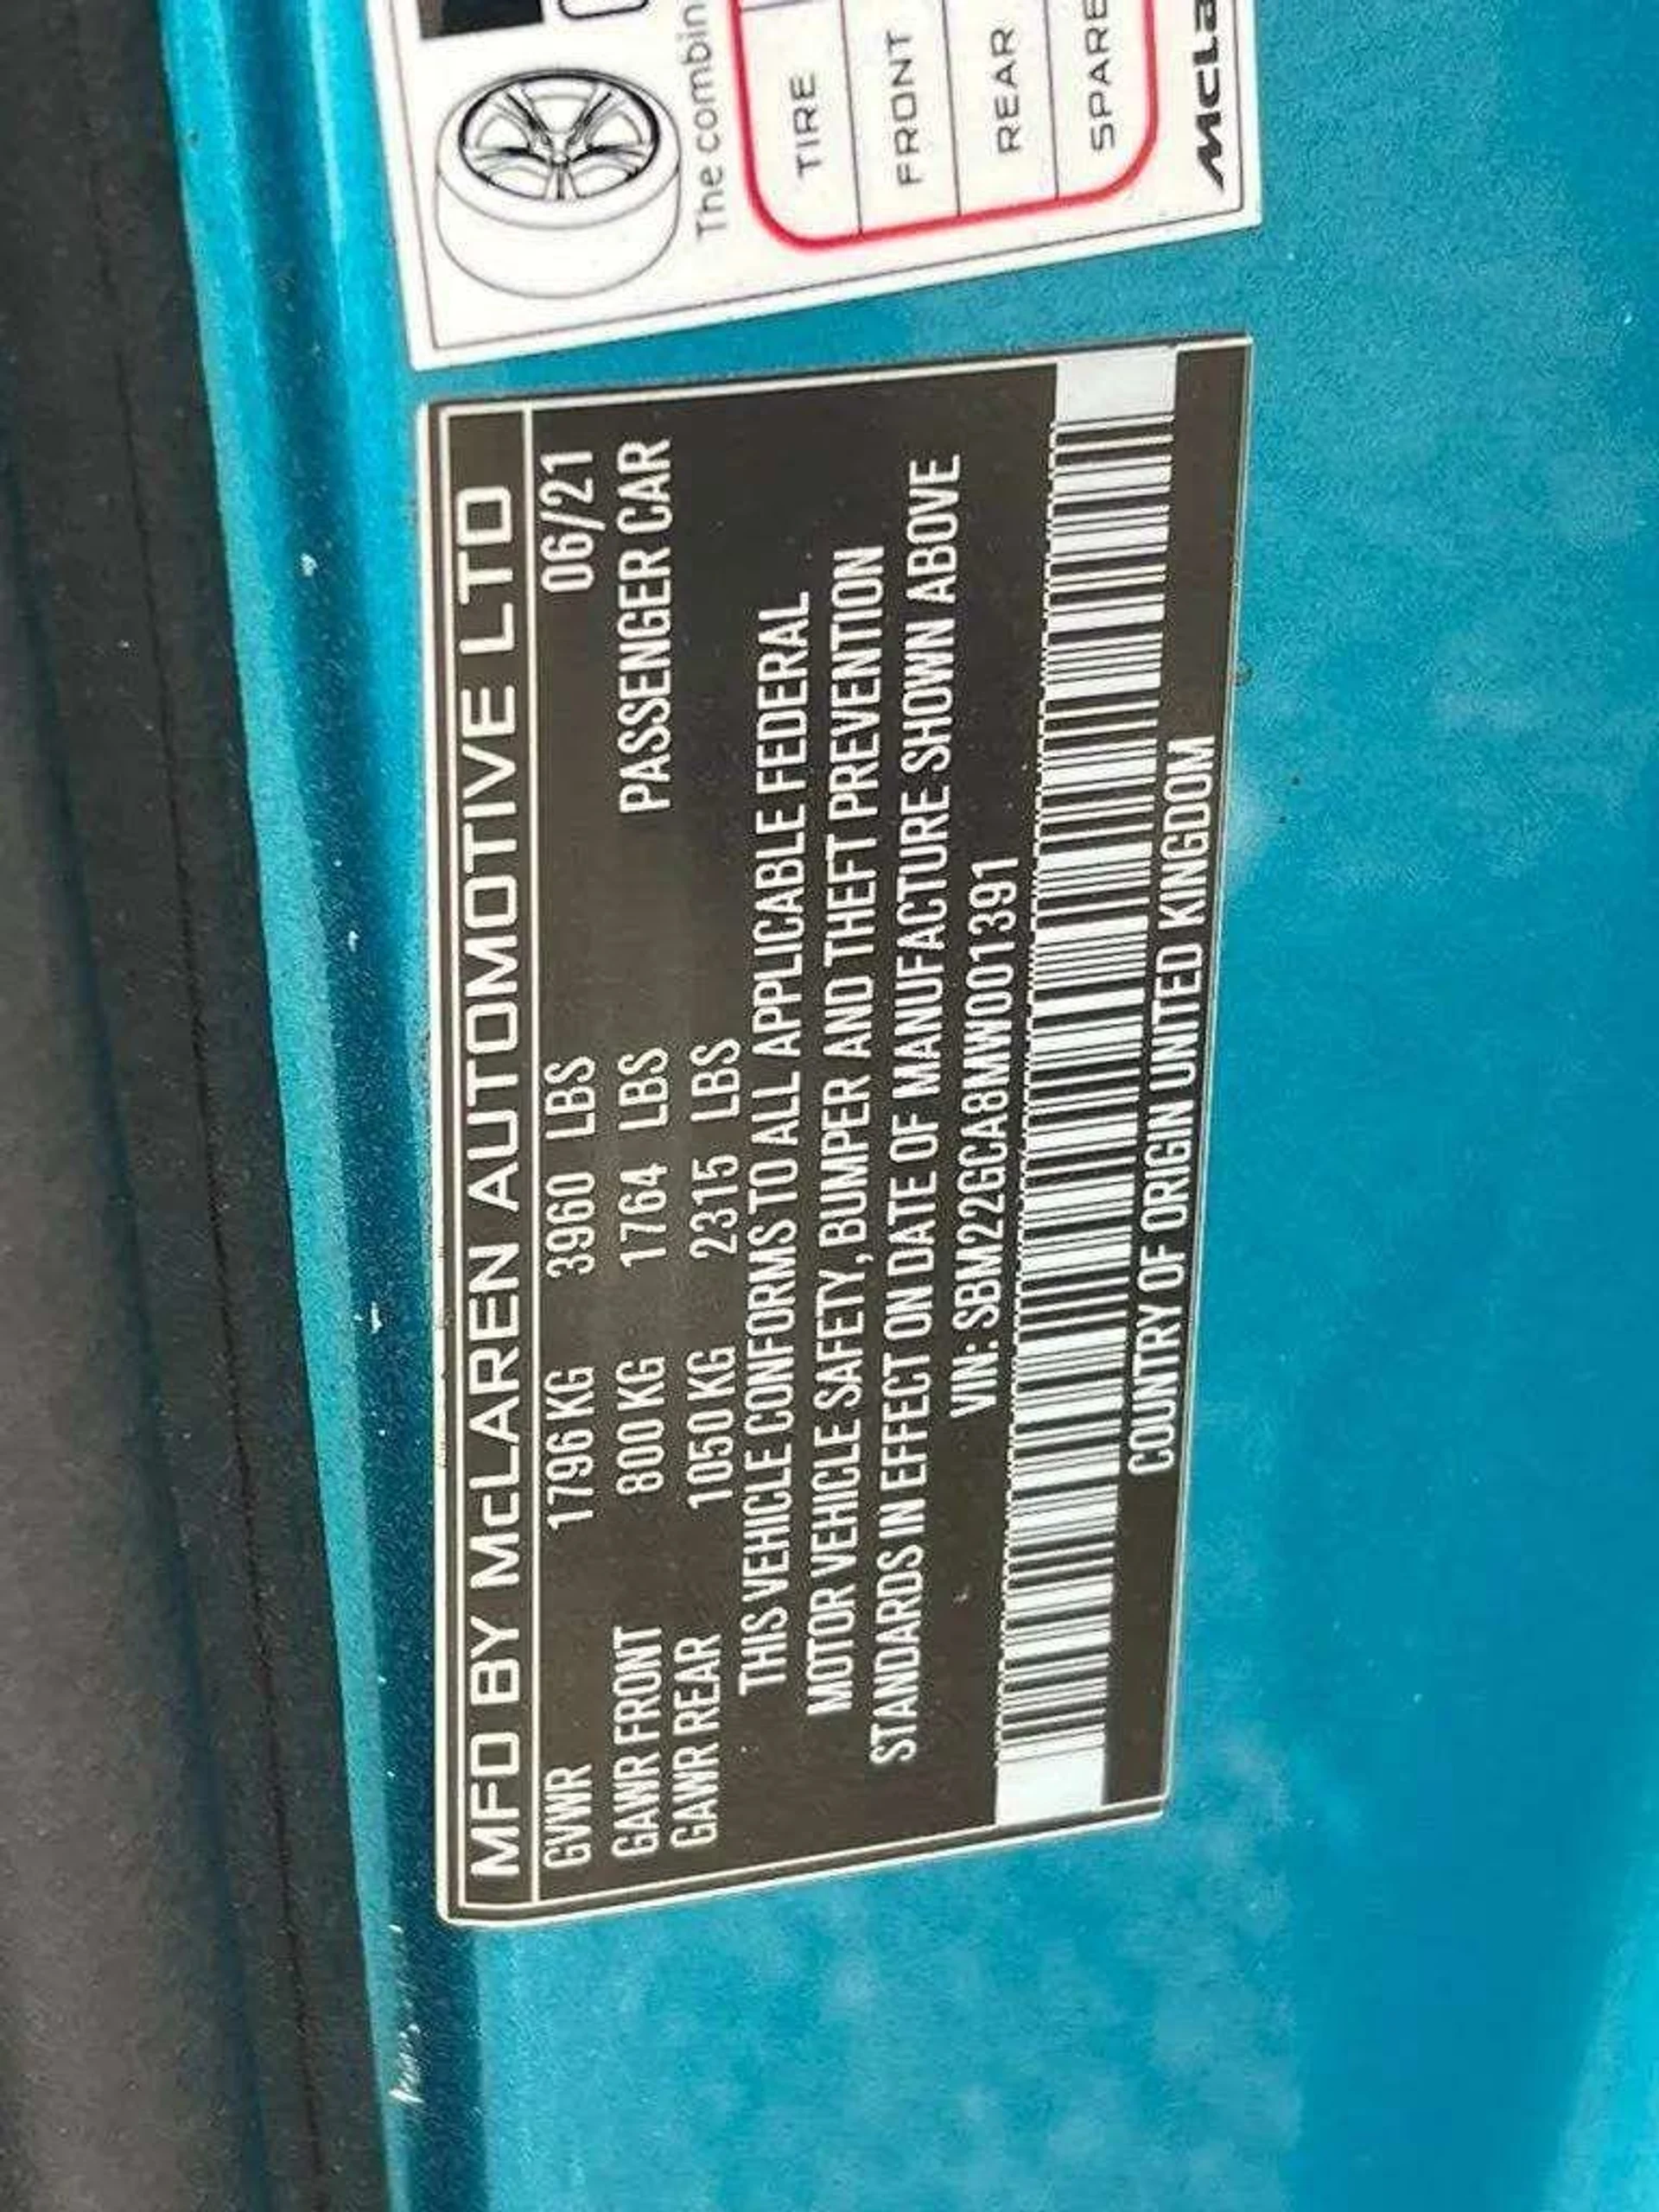 MFD BY McLAREN AUTOMOTIVE LTD
GVWR 1796 KG 3960 LBS 06/21
GAWR FRONT 800 KG 1764 LBS PASSENGER CAR
GAWR REAR 1050 KG 2315 LBS
THIS VEHICLE CONFORMS TO ALL APPLICABLE FEDERAL
MOTOR VEHICLE SAFETY, BUMPER AND THEFT PREVENTION
STANDARDS IN EFFECT ON DATE OF MANUFACTURE SHOWN ABOVE
VIN: SBM22GCA8MW001391
COUNTRY OF ORIGIN UNITED KINGDOM
The combin
TIRE
FRONT
REAR
SPARE
McLa